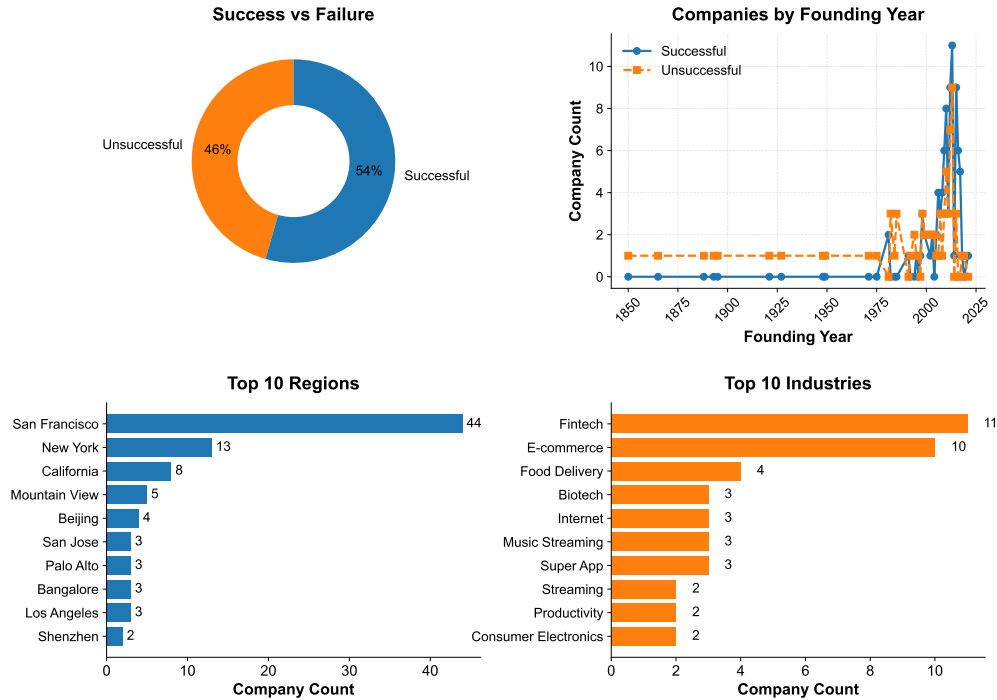 Success vs Failure
Unsuccessful
46%
54%
Successful
Companies by Founding Year
Successful
Unsuccessful
Company Count
10
8
6
4
2
0
1850
1875
1900
1925
1950
1975
2000
2025
Founding Year
Top 10 Regions
San Francisco 44
New York 13
California 8
Mountain View 5
Beijing 4
San Jose 3
Palo Alto 3
Bangalore 3
Los Angeles 3
Shenzhen 2
0 10 20 30 40
Company Count
Top 10 Industries
Fintech 11
E-commerce 10
Food Delivery 4
Biotech 3
Internet 3
Music Streaming 3
Super App 3
Streaming 2
Productivity 2
Consumer Electronics 2
0 2 4 6 8 10
Company Count